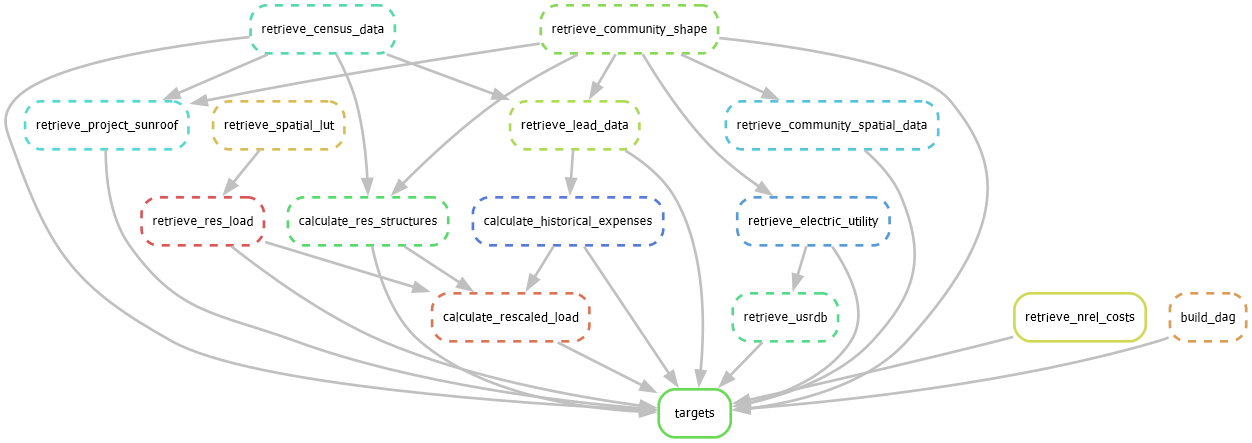 retrieve_census_data
retrieve_community_shape
retrieve_project_sunroof
retrieve_spatial_lut
retrieve_lead_data
retrieve_community_spatial_data
retrieve_res_load
calculate_res_structures
calculate_historical_expenses
retrieve_electric_utility
calculate_rescaled_load
retrieve_usrdb
retrieve_nrel_costs
build_dag
targets